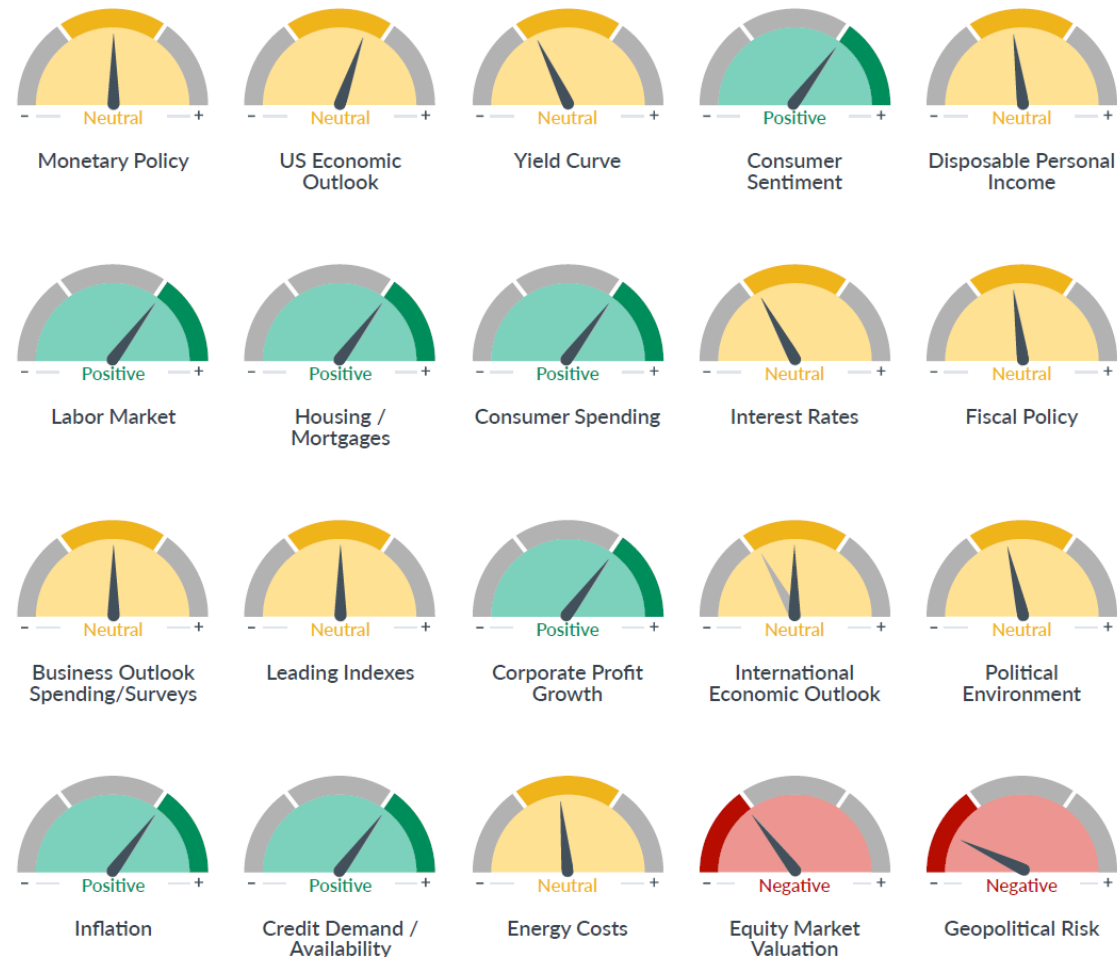 - Neutral +
- Neutral +
- Neutral +
- Positive +
- Neutral +
Monetary Policy
US Economic
Outlook
Yield Curve
Consumer
Sentiment
Disposable Personal
Income
- Positive +
- Positive +
- Positive +
- Neutral +
- Neutral +
Labor Market
Housing /
Mortgages
Consumer Spending
Interest Rates
Fiscal Policy
- Neutral +
- Neutral +
- Positive +
- Neutral +
- Neutral +
Business Outlook
Spending/Surveys
Leading Indexes
Corporate Profit
Growth
International
Economic Outlook
Political
Environment
- Positive +
- Positive +
- Neutral +
- Negative +
- Negative +
Inflation
Credit Demand /
Availability
Energy Costs
Equity Market
Valuation
Geopolitical Risk